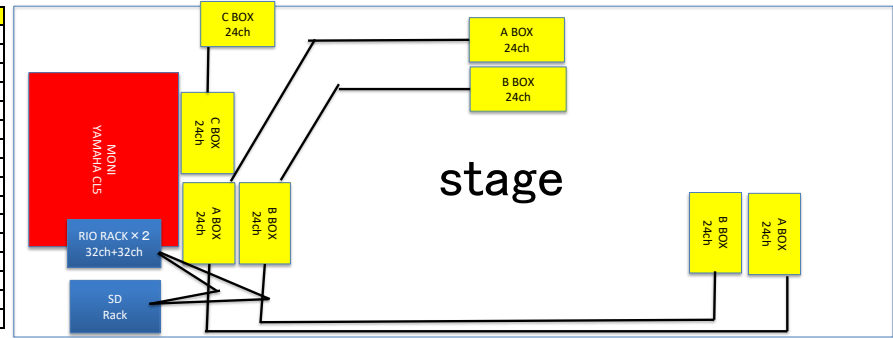 C BOX
24ch
A BOX
24ch
B BOX
24ch
MONI
YAMAHA CL5
C BOX
24ch
stage
A BOX
24ch
B BOX
24ch
B BOX
24ch
A BOX
24ch
RIO RACK × 2
32ch+32ch
SD
Rack